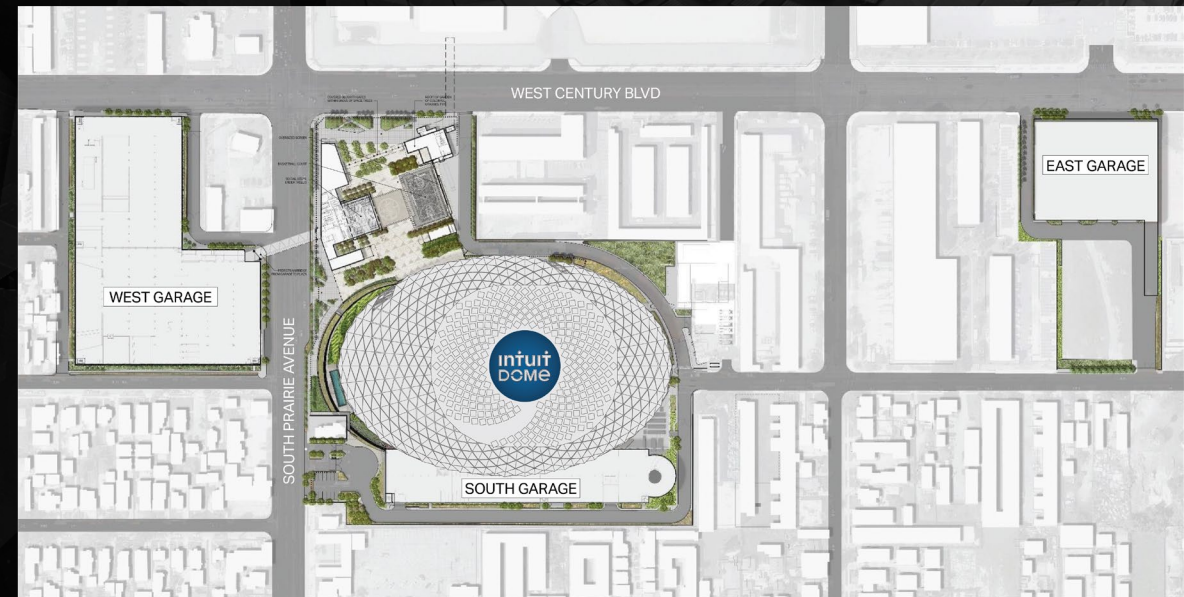 WEST CENTURY BLVD
EAST GARAGE
WEST GARAGE
SOUTH PRAIRIE AVENUE
INTUIT
DOME
SOUTH GARAGE